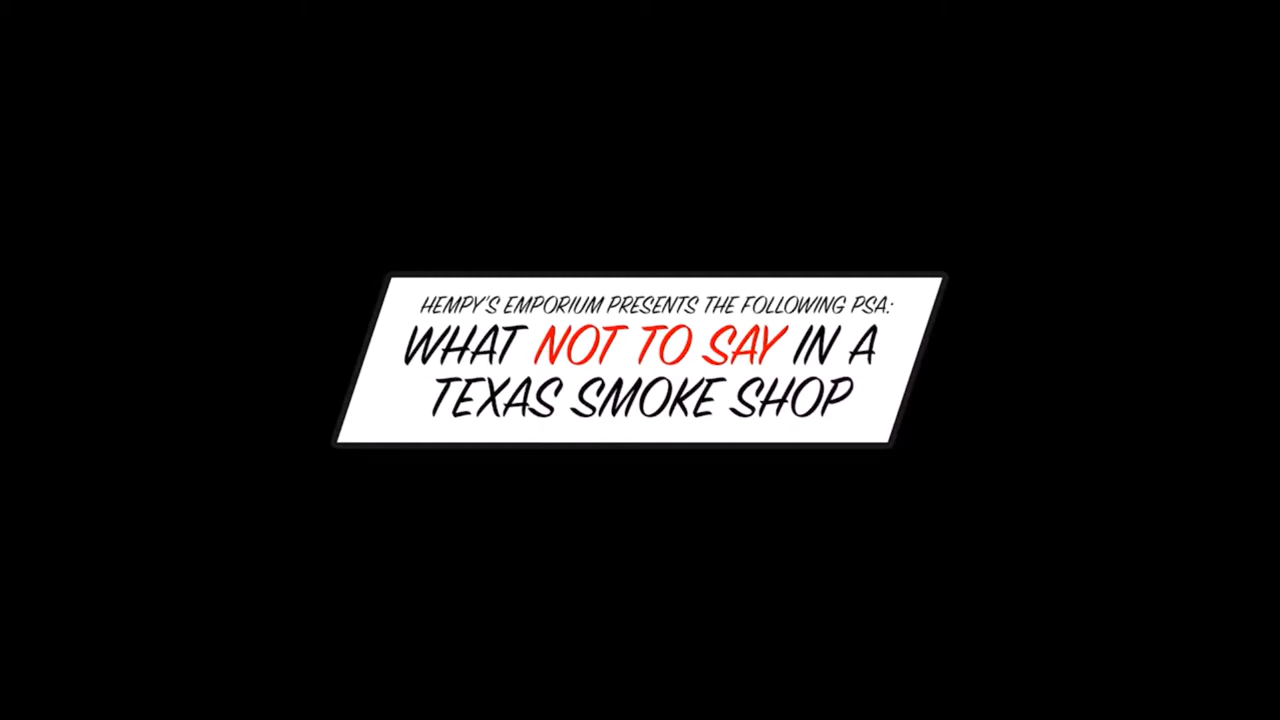 HEMPY'S EMPORIUM PRESENTS THE FOLLOWING PSA:
WHAT NOT TO SAY IN A
TEXAS SMOKE SHOP